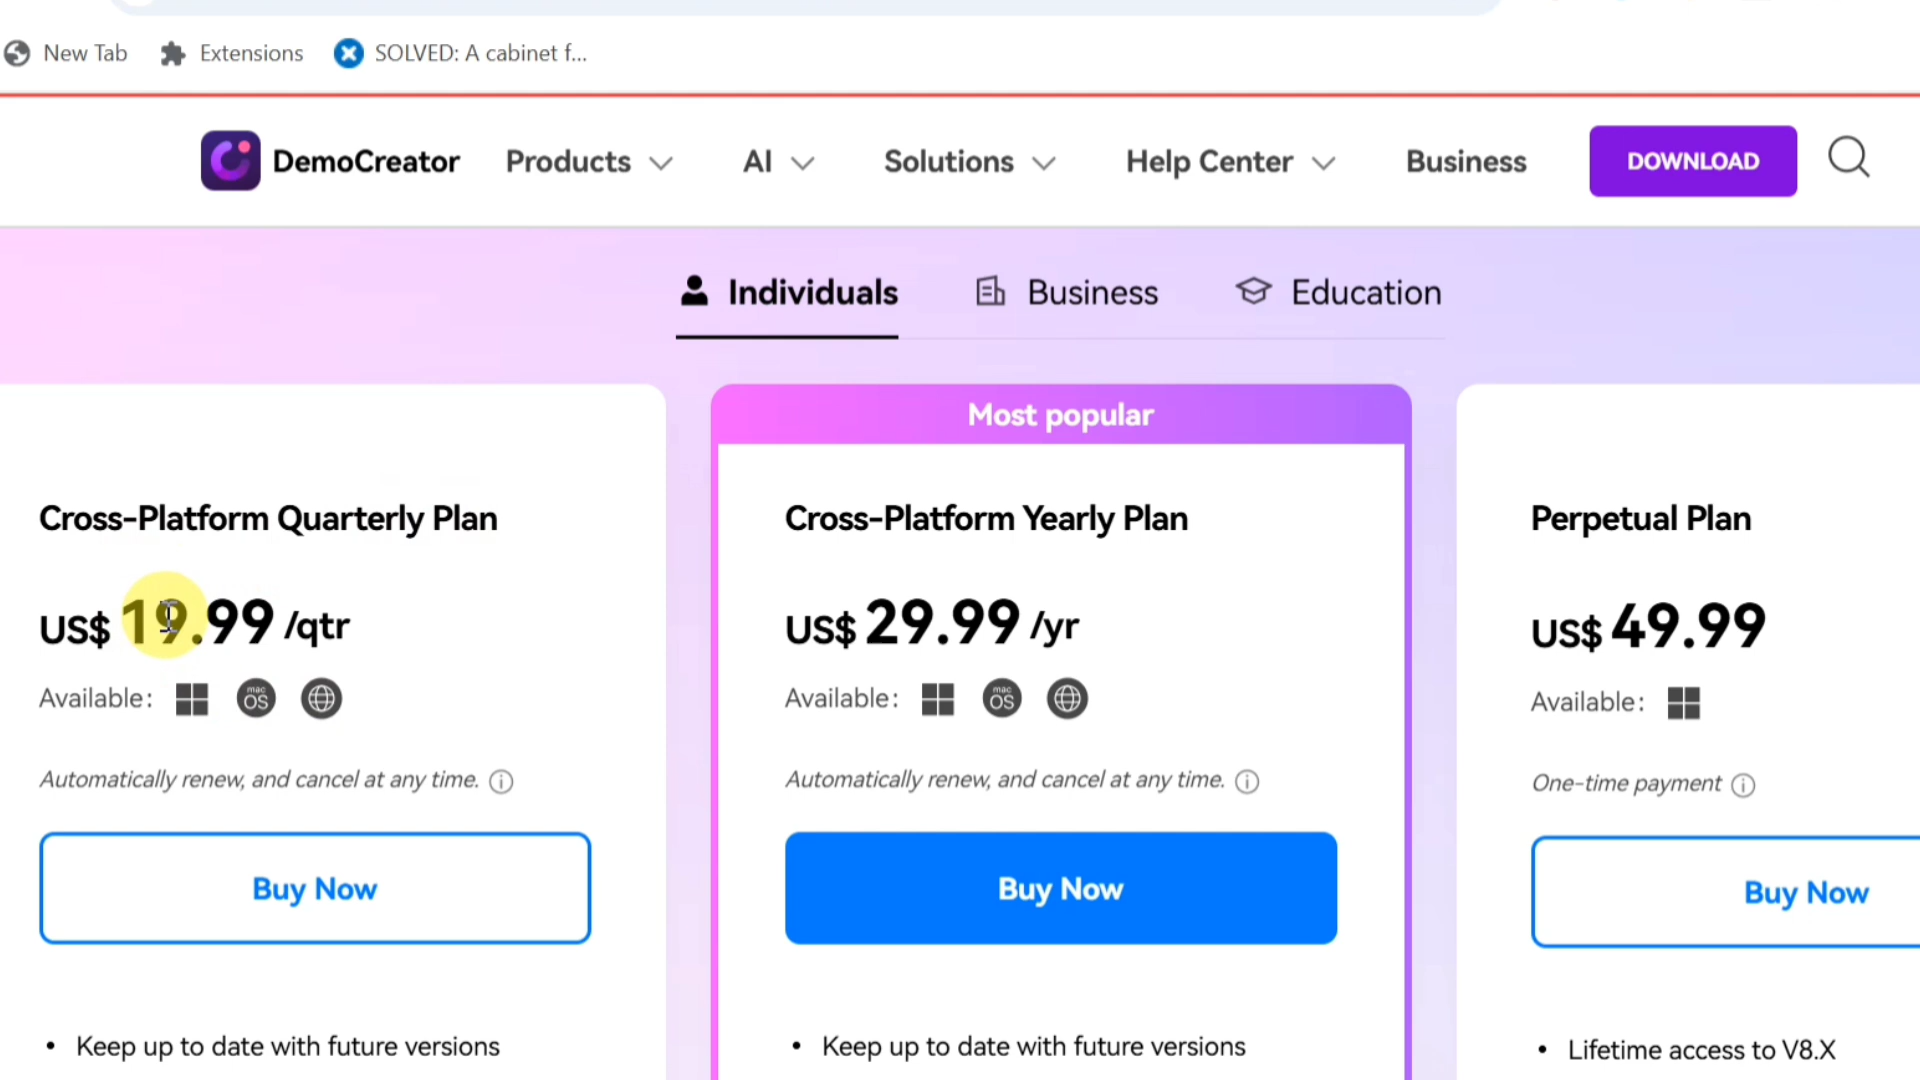 New Tab
Extensions
SOLVED: A cabinet f...
DemoCreator
Products
AI
Solutions
Help Center
Business
DOWNLOAD
Individuals
Business
Education
Most popular
Cross-Platform Quarterly Plan
US$ 19.99 /qtr
Available:
mac OS
Automatically renew, and cancel at any time.
Buy Now
• Keep up to date with future versions
Cross-Platform Yearly Plan
US$ 29.99 /yr
Available:
mac OS
Automatically renew, and cancel at any time.
Buy Now
• Keep up to date with future versions
Perpetual Plan
US$ 49.99
Available:
One-time payment
Buy Now
• Lifetime access to V8.X